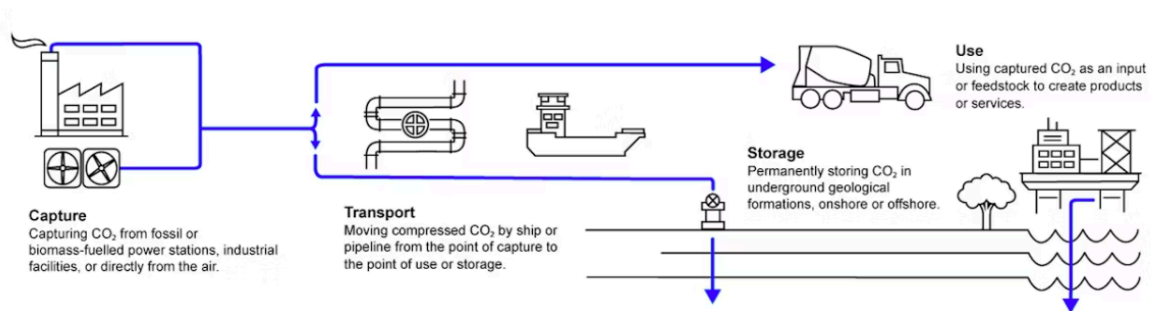 Capture
Capturing CO₂ from fossil or
biomass-fuelled power stations, industrial
facilities, or directly from the air.
Transport
Moving compressed CO₂ by ship or
pipeline from the point of capture to
the point of use or storage.
Use
Using captured CO₂ as an input
or feedstock to create products
or services.
Storage
Permanently storing CO₂ in
underground geological
formations, onshore or offshore.